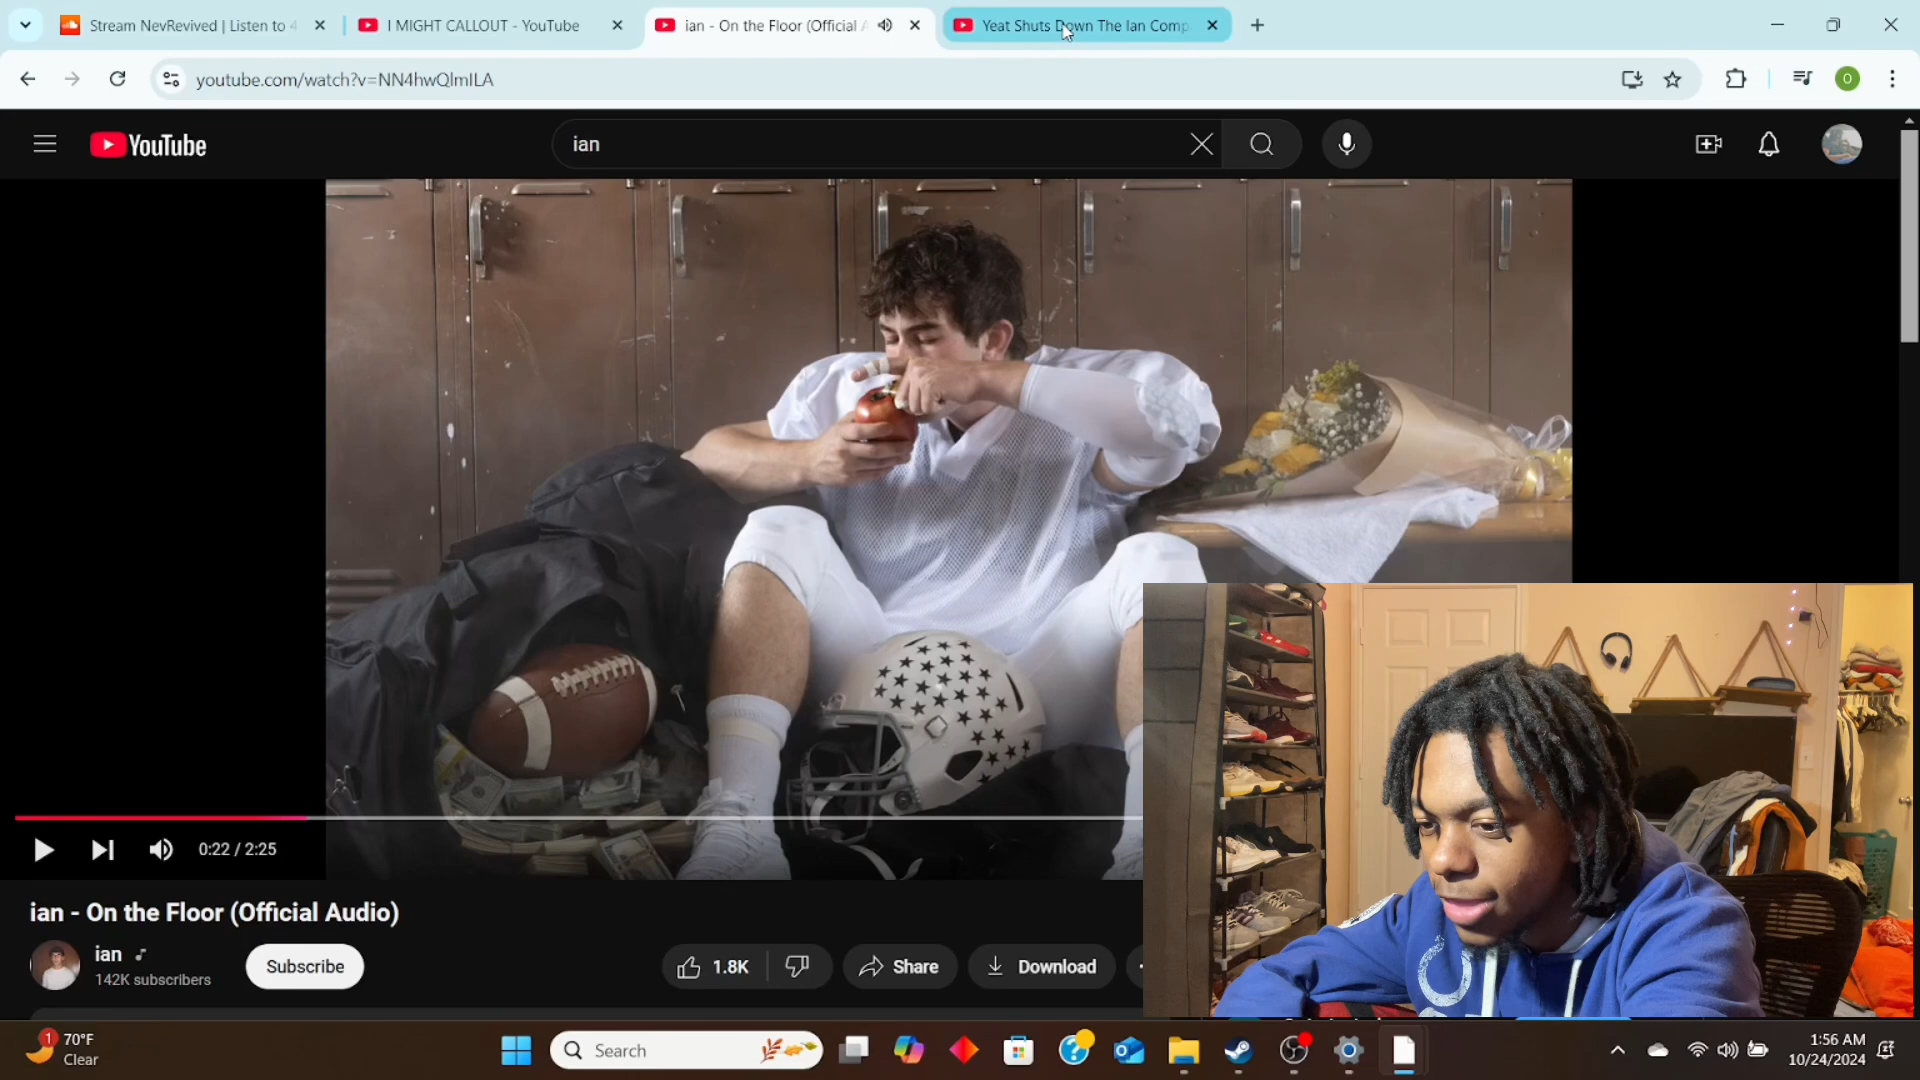 Stream NevRevived | Listen to 4
I MIGHT CALLOUT - YouTube
ian - On the Floor (Official A
Yeat Shuts Down The Ian Comp
youtube.com/watch?v=NN4hwQlmILA
O
YouTube
ian
0:22 / 2:25
ian - On the Floor (Official Audio)
ian
142K subscribers
Subscribe
1.8K
Share
Download
1
70°F
Clear
Search
1:56 AM
10/24/2024